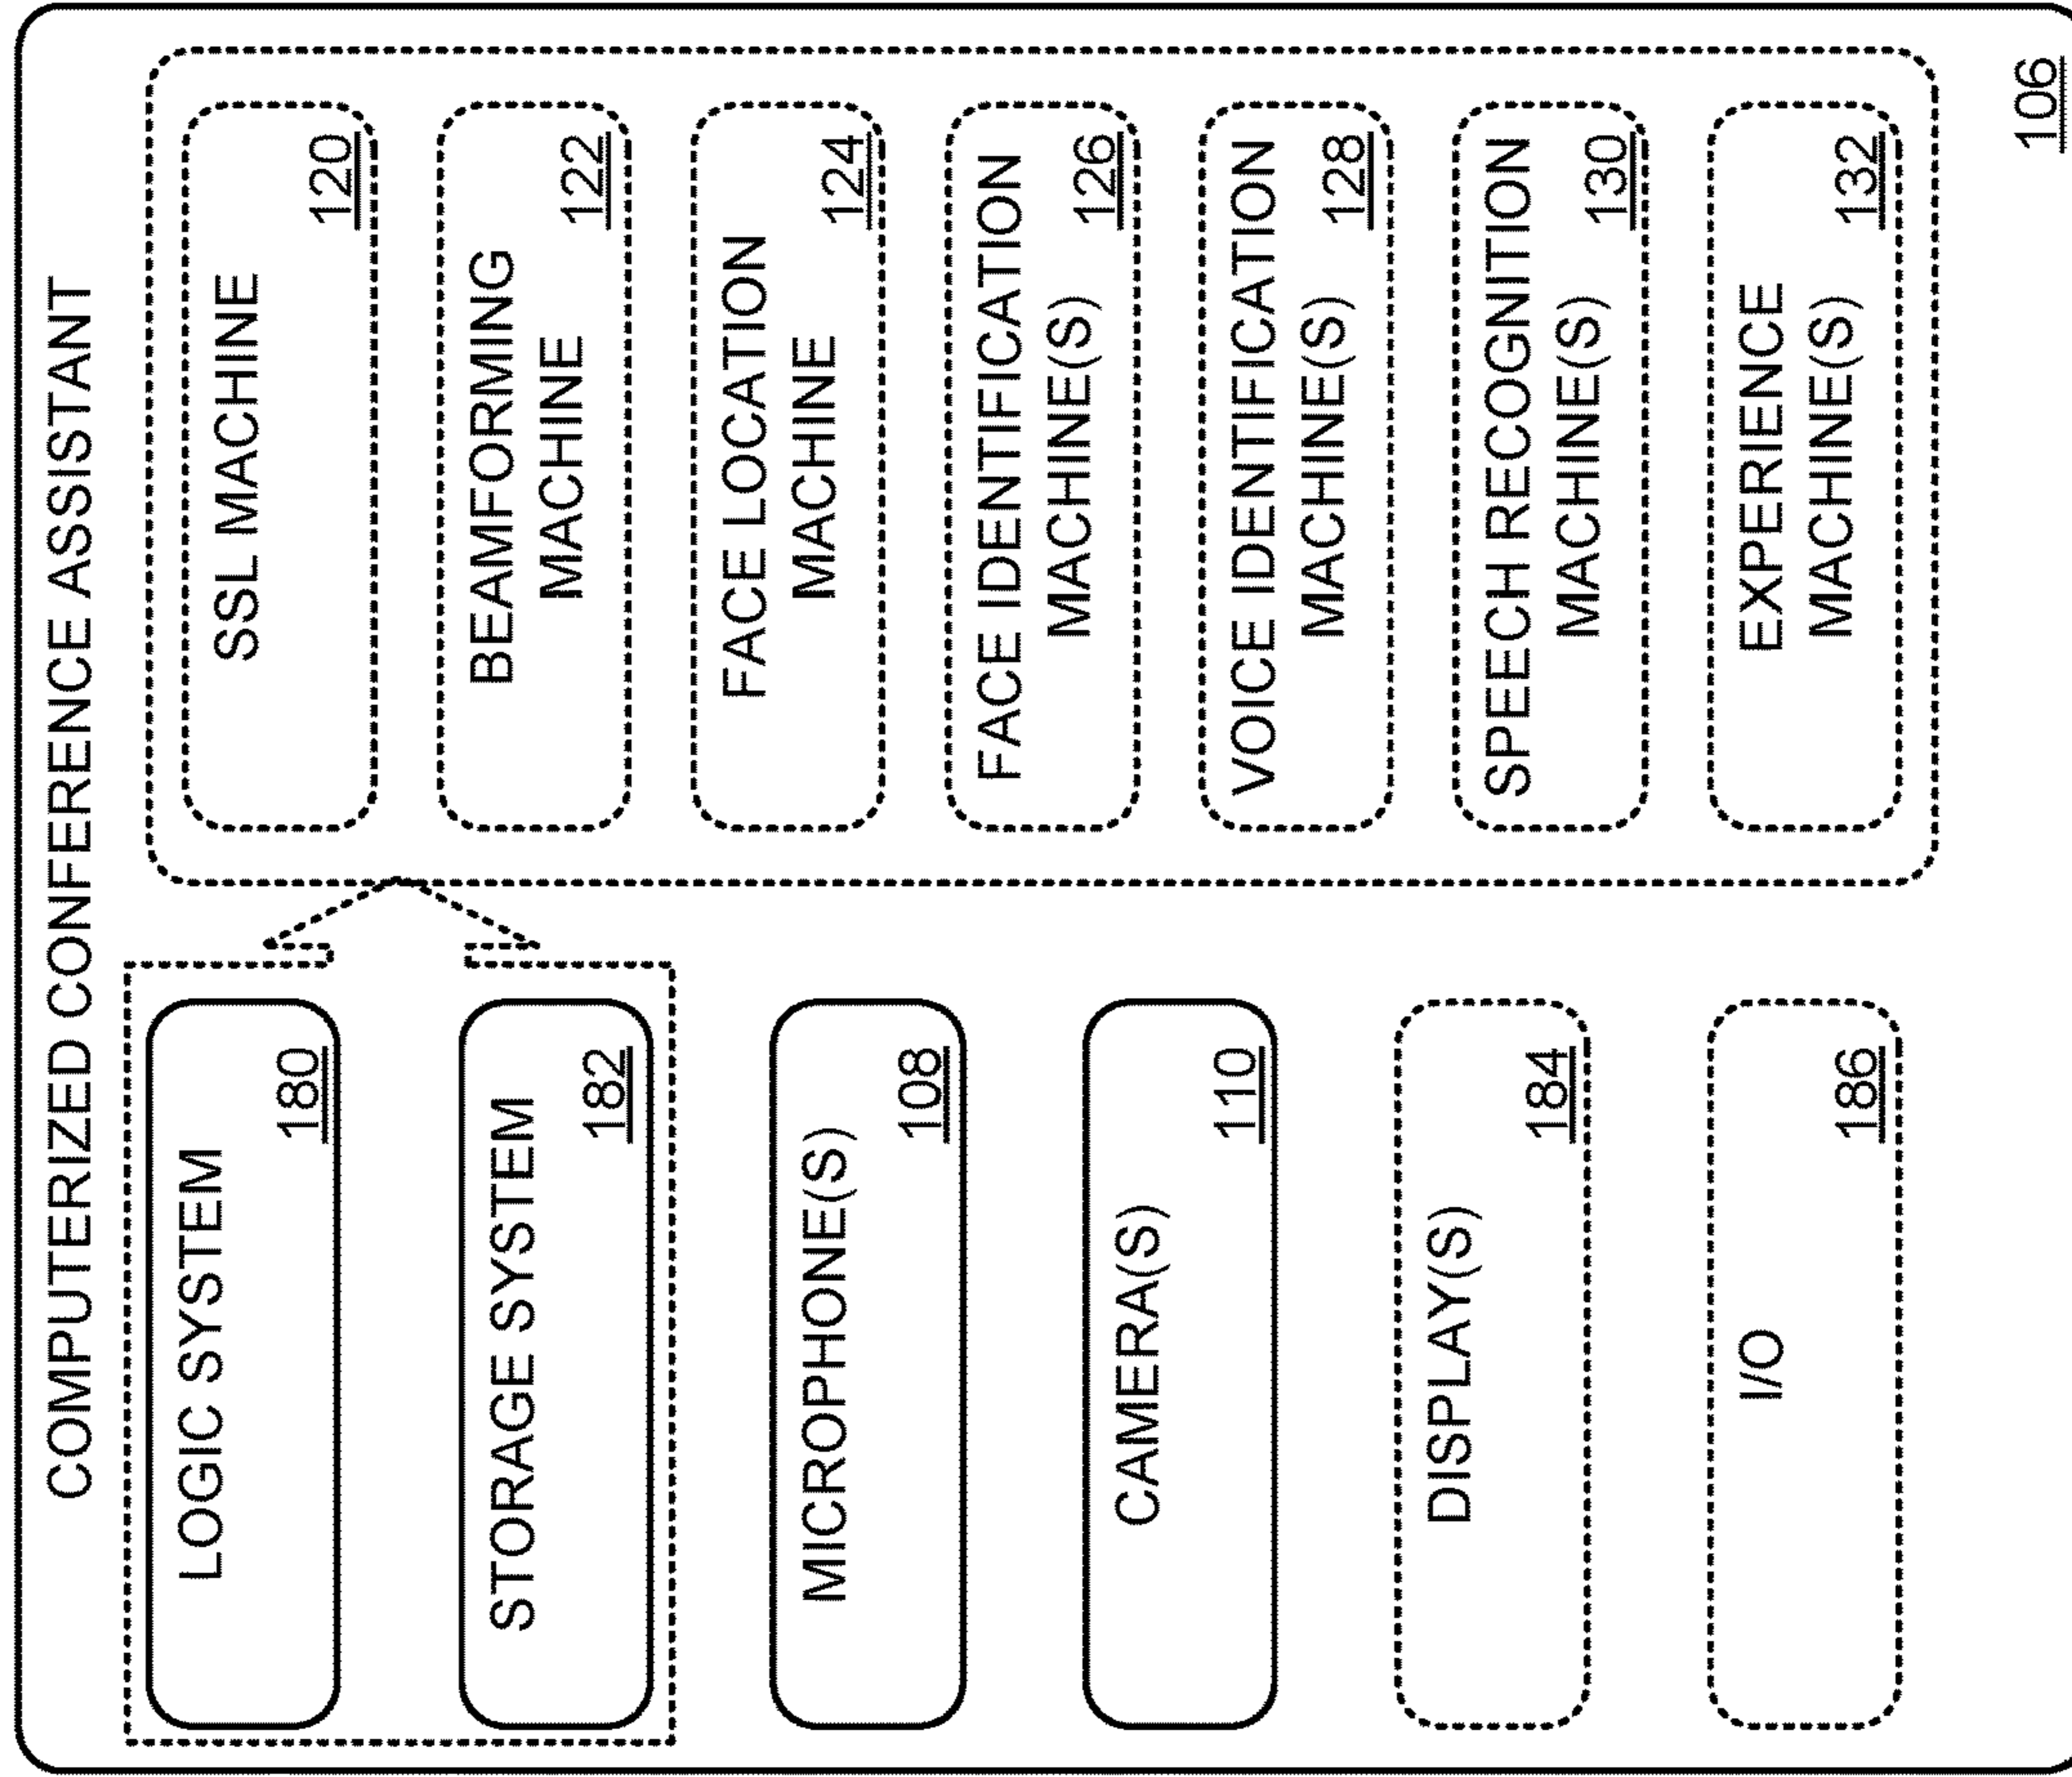 COMPUTERIZED CONFERENCE ASSISTANT
LOGIC SYSTEM
180
STORAGE SYSTEM
182
MICROPHONE(S)
108
CAMERA(S)
110
DISPLAY(S)
184
I/O
186
SSL MACHINE
120
BEAMFORMING
MACHINE
122
FACE LOCATION
MACHINE
124
FACE IDENTIFICATION
MACHINE(S)
126
VOICE IDENTIFICATION
MACHINE(S)
128
SPEECH RECOGNITION
MACHINE(S)
130
EXPERIENCE
MACHINE(S)
132
106